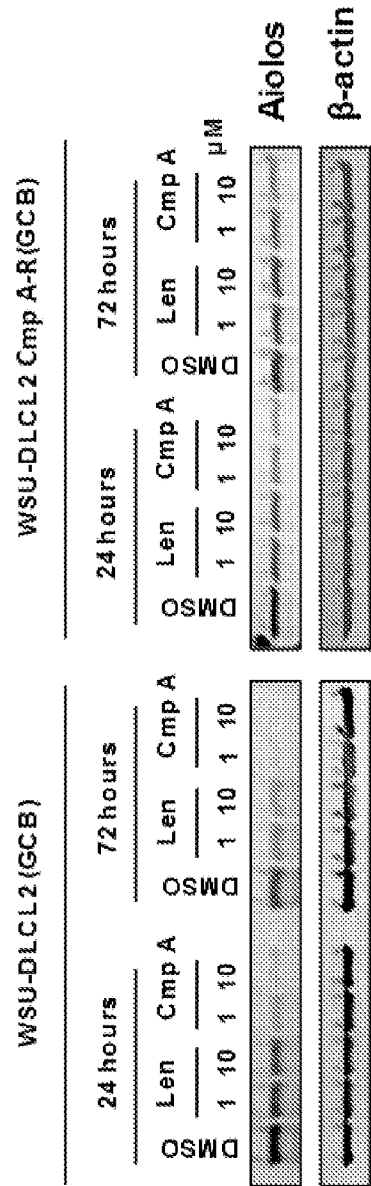 WSU-DLCL2 (GCB) WSU-DLCL2 Cmp A-R(GCB)
24 hours 72 hours 24 hours 72 hours
Len Cmp A Len Cmp A Len Cmp A Len Cmp A
DMSO 1 10 1 10 DMSO 1 10 1 10 DMSO 1 10 1 10 DMSO 1 10 1 10 μM
Aiolos
β-actin